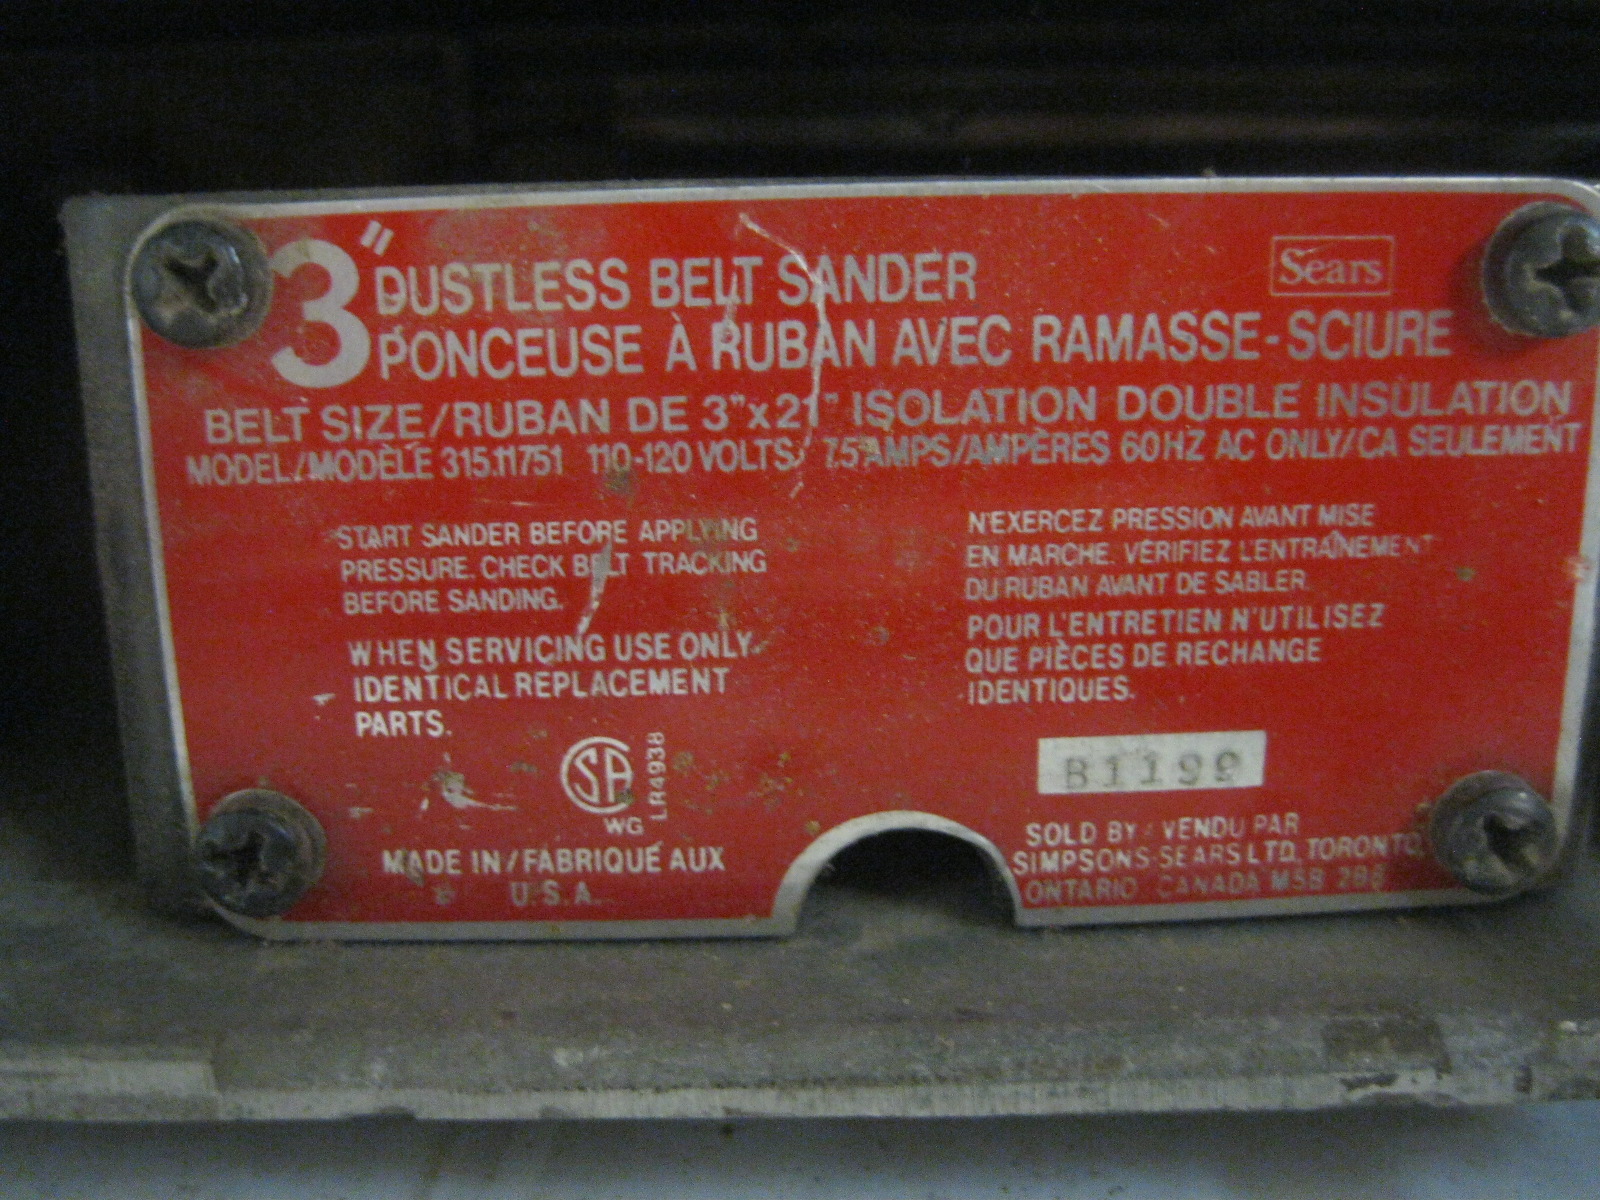 3" DUSTLESS BELT SANDER
PONCEUSE À RUBAN AVEC RAMASSE-SCIURE
Sears
BELT SIZE/RUBAN DE 3"x21" ISOLATION DOUBLE INSULATION
MODEL/MODÈLE 315.11751 110-120 VOLTS 7.5 AMPS/AMPÈRES 60HZ AC ONLY/CA SEULEMENT
START SANDER BEFORE APPLYING
PRESSURE. CHECK BELT TRACKING
BEFORE SANDING.
WHEN SERVICING USE ONLY
IDENTICAL REPLACEMENT
PARTS.
N'EXERCEZ PRESSION AVANT MISE
EN MARCHE. VÉRIFIEZ L'ENTRAÎNEMENT
DU RUBAN AVANT DE SABLER.
POUR L'ENTRETIEN N'UTILISEZ
QUE PIÈCES DE RECHANGE
IDENTIQUES.
SA
WG
LR4938
MADE IN/FABRIQUÉ AUX
U.S.A.
B1199
SOLD BY/VENDU PAR
SIMPSONS-SEARS LTD. TORONTO,
ONTARIO, CANADA M5B 2B8